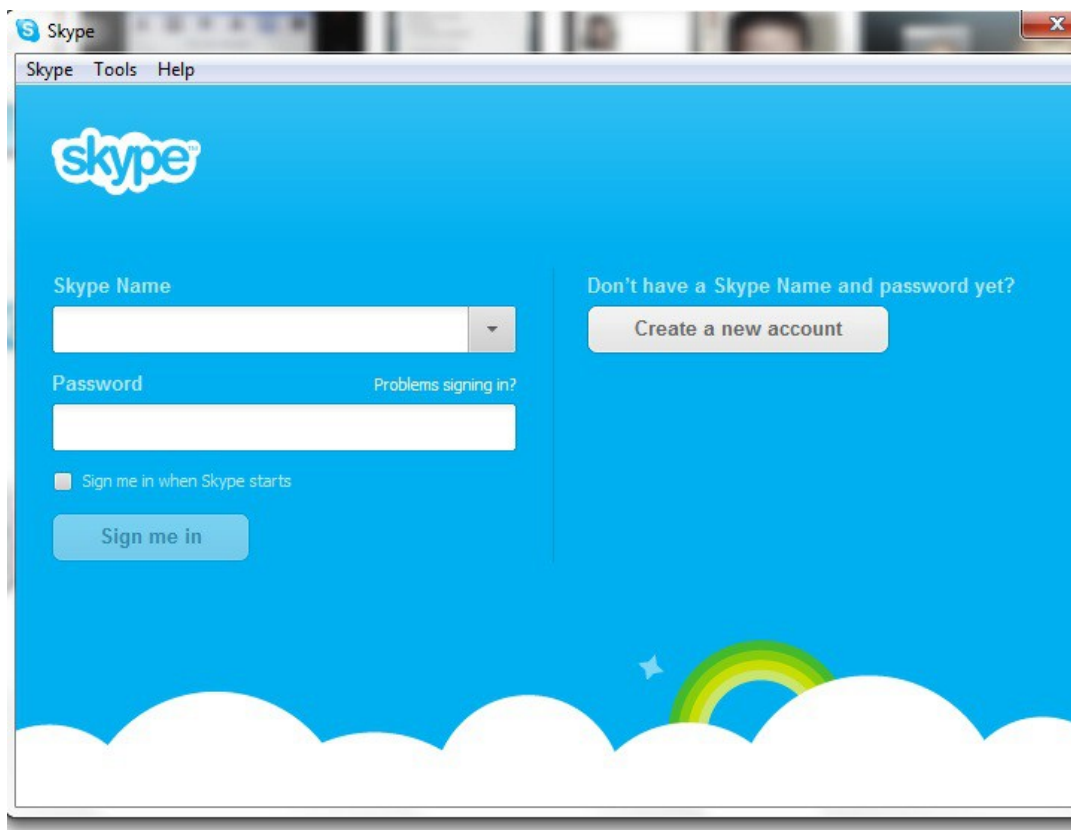 Skype
Skype Tools Help
skype™
Skype Name
Password
Problems signing in?
Sign me in when Skype starts
Sign me in
Don't have a Skype Name and password yet?
Create a new account